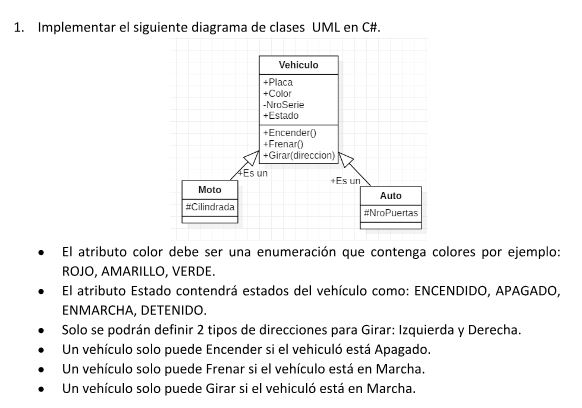 1. Implementar el siguiente diagrama de clases UML en C#.
Vehiculo
+Placa
+Color
-NroSerie
+Estado
+Encender()
+Frenar()
+Girar(direccion)
+Es un
+Es un
Moto
#Cilindrada
Auto
#NroPuertas
• El atributo color debe ser una enumeración que contenga colores por ejemplo:
ROJO, AMARILLO, VERDE.
• El atributo Estado contendrá estados del vehículo como: ENCENDIDO, APAGADO,
ENMARCHA, DETENIDO.
• Solo se podrán definir 2 tipos de direcciones para Girar: Izquierda y Derecha.
• Un vehículo solo puede Encender si el vehiculó está Apagado.
• Un vehículo solo puede Frenar si el vehículo está en Marcha.
• Un vehículo solo puede Girar si el vehiculó está en Marcha.